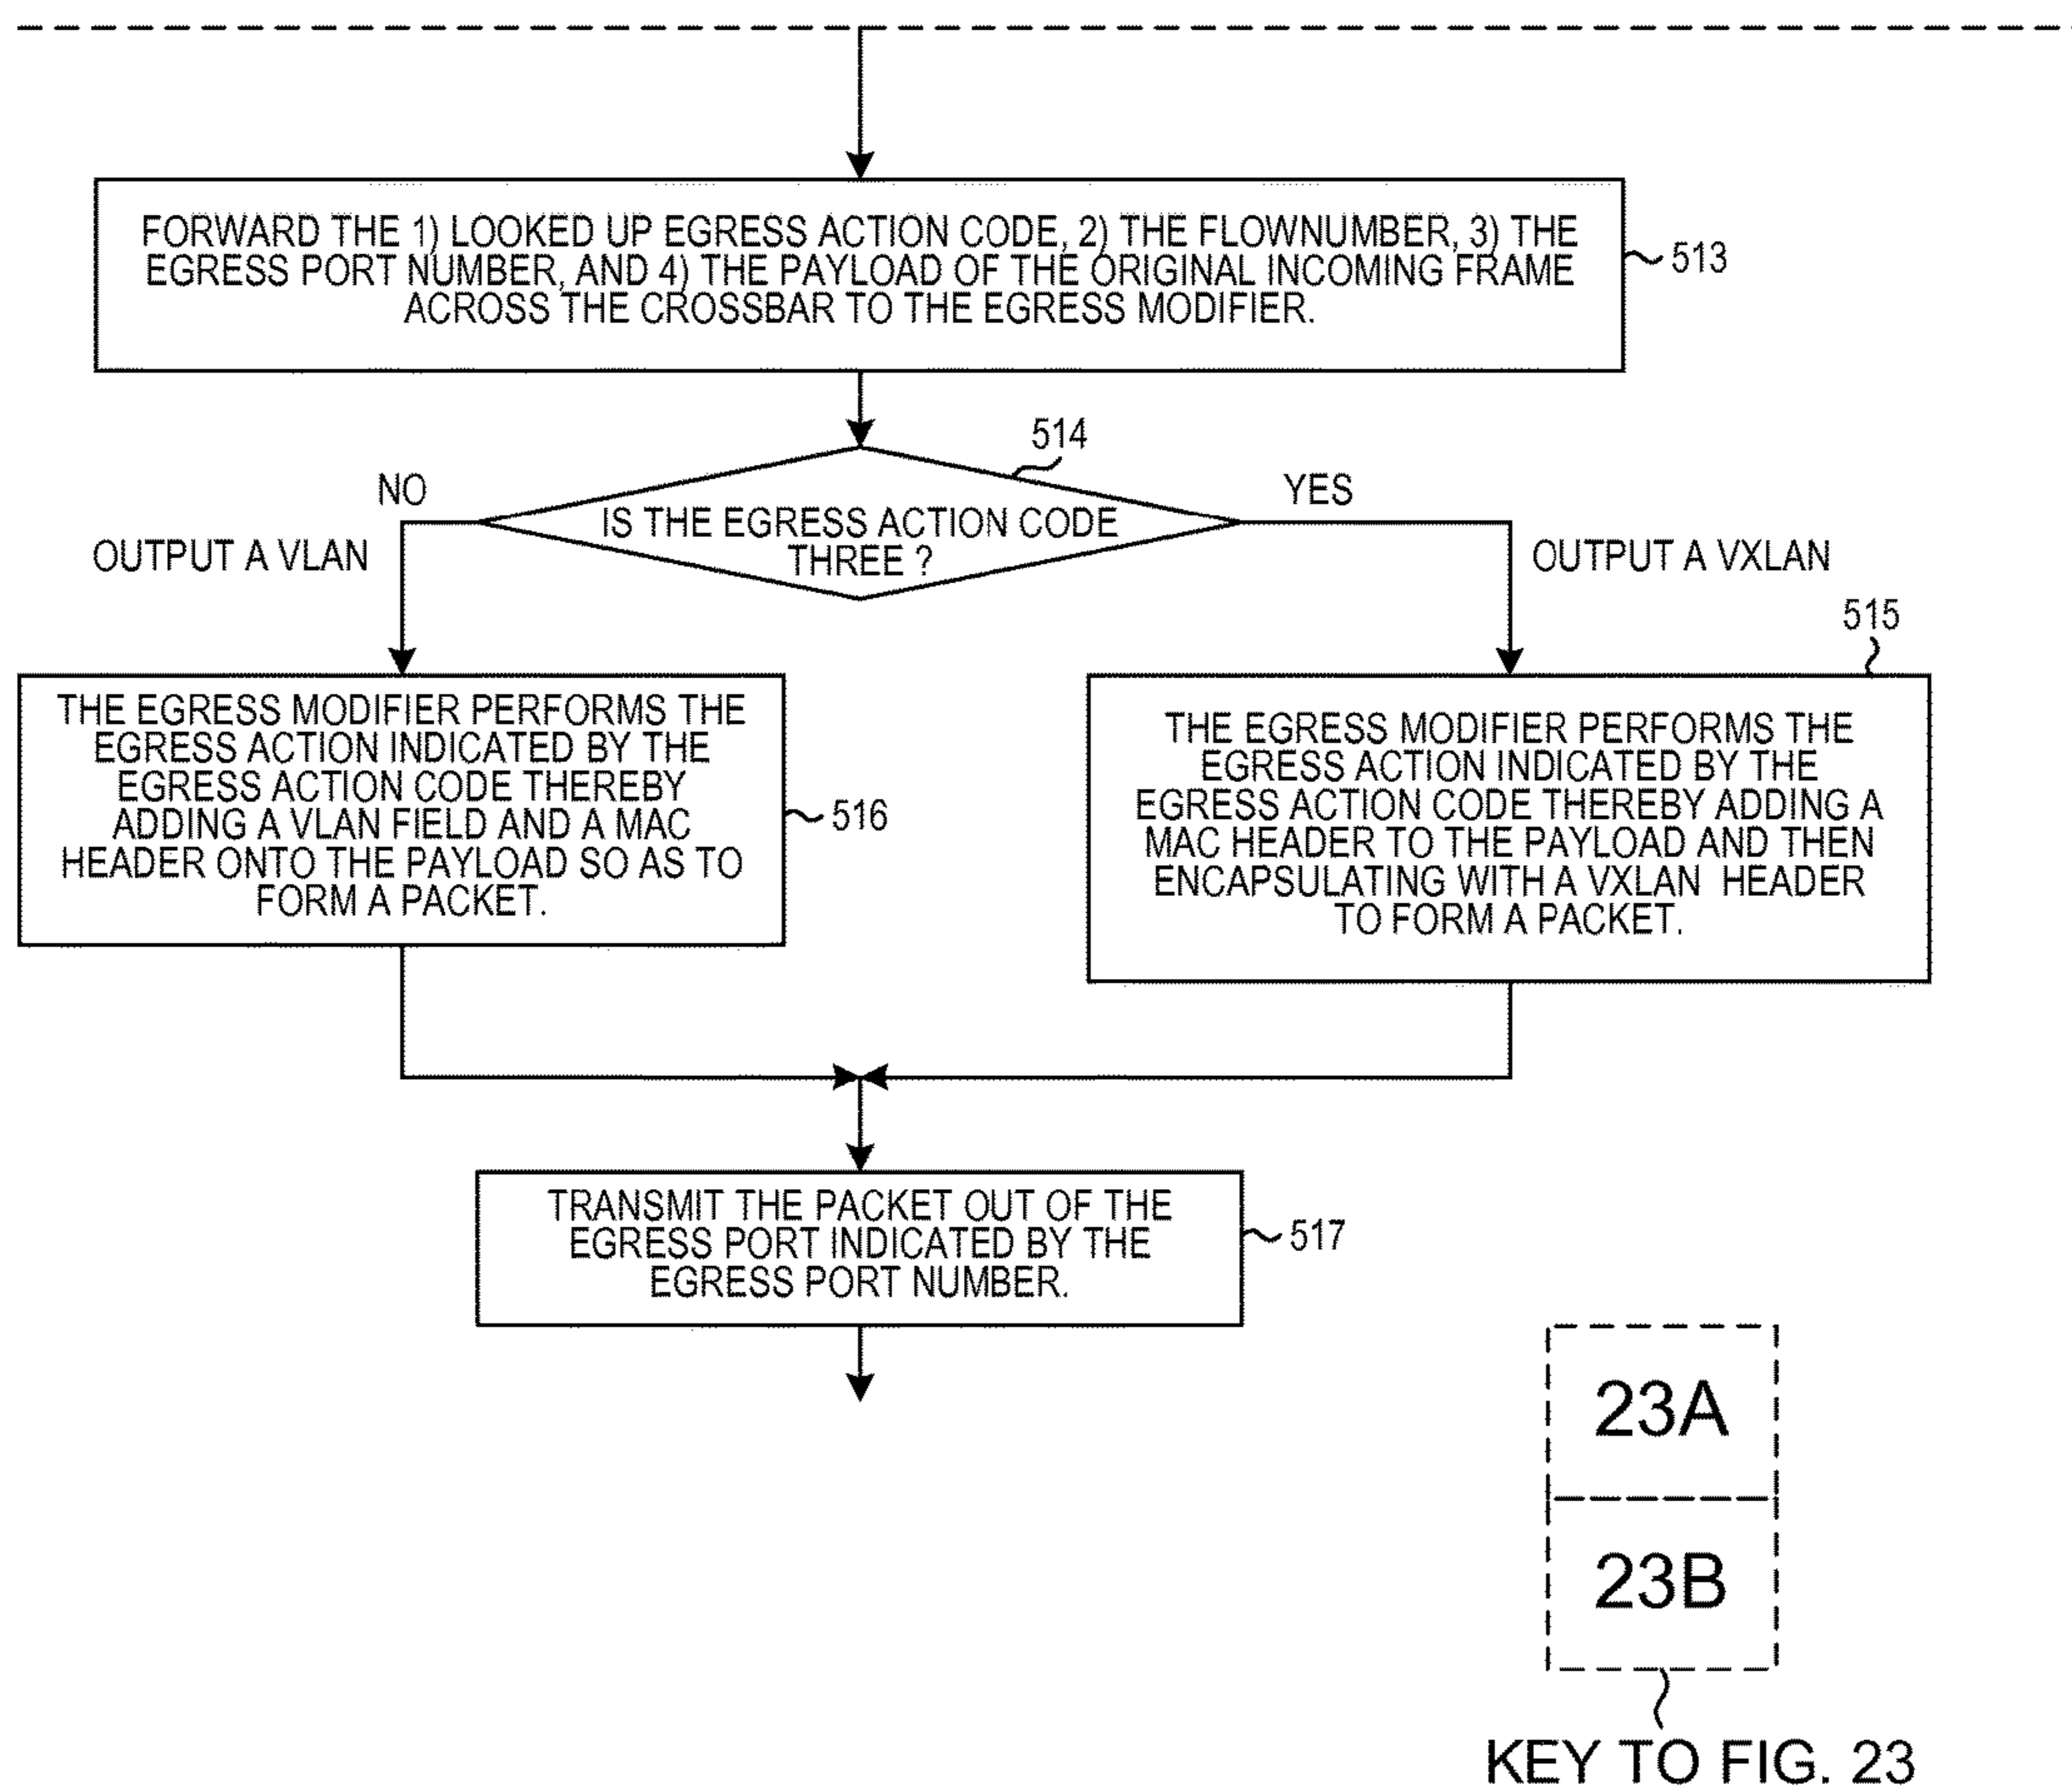 FORWARD THE 1) LOOKED UP EGRESS ACTION CODE, 2) THE FLOWNUMBER, 3) THE
EGRESS PORT NUMBER, AND 4) THE PAYLOAD OF THE ORIGINAL INCOMING FRAME
ACROSS THE CROSSBAR TO THE EGRESS MODIFIER.
513
514
NO
YES
IS THE EGRESS ACTION CODE
THREE ?
OUTPUT A VLAN
OUTPUT A VXLAN
515
THE EGRESS MODIFIER PERFORMS THE
EGRESS ACTION INDICATED BY THE
EGRESS ACTION CODE THEREBY
ADDING A VLAN FIELD AND A MAC
HEADER ONTO THE PAYLOAD SO AS TO
FORM A PACKET.
516
THE EGRESS MODIFIER PERFORMS THE
EGRESS ACTION INDICATED BY THE
EGRESS ACTION CODE THEREBY ADDING A
MAC HEADER TO THE PAYLOAD AND THEN
ENCAPSULATING WITH A VXLAN HEADER
TO FORM A PACKET.
TRANSMIT THE PACKET OUT OF THE
EGRESS PORT INDICATED BY THE
EGRESS PORT NUMBER.
517
23A
23B
KEY TO FIG. 23